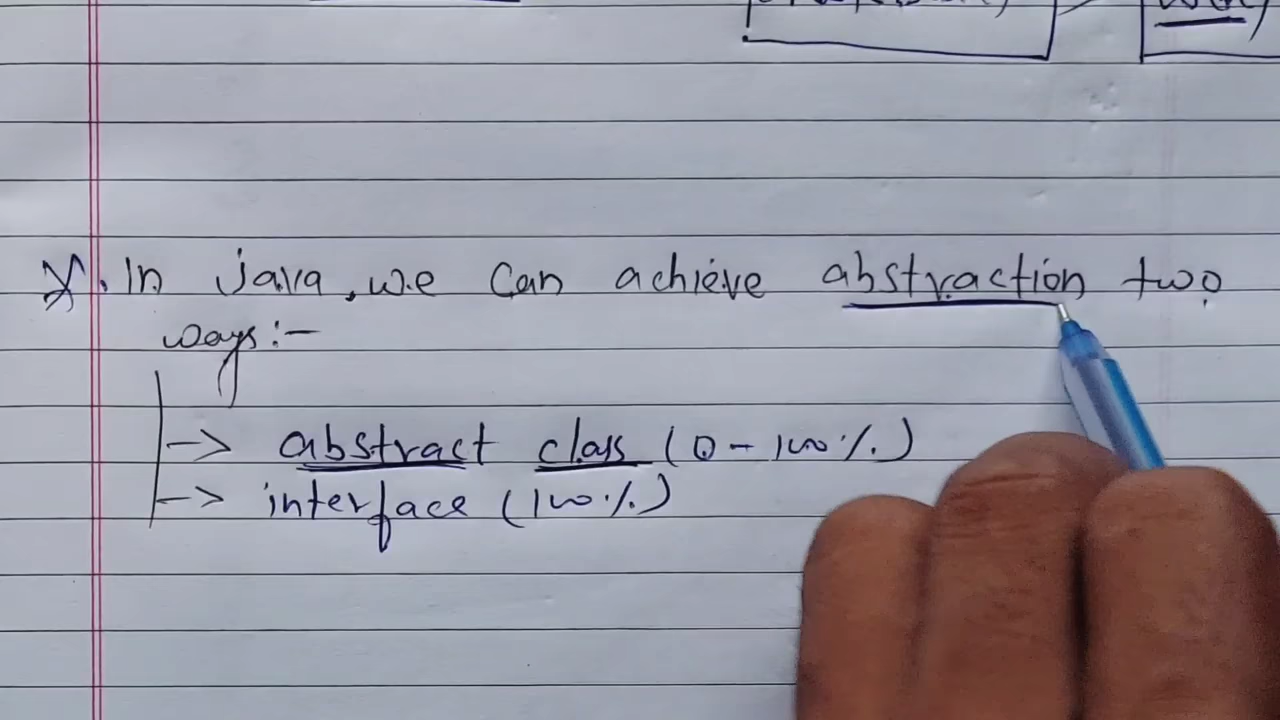 In java, we can achieve abstraction two
ways:-
-> abstract class (0 - 100%)
-> interface (100%)